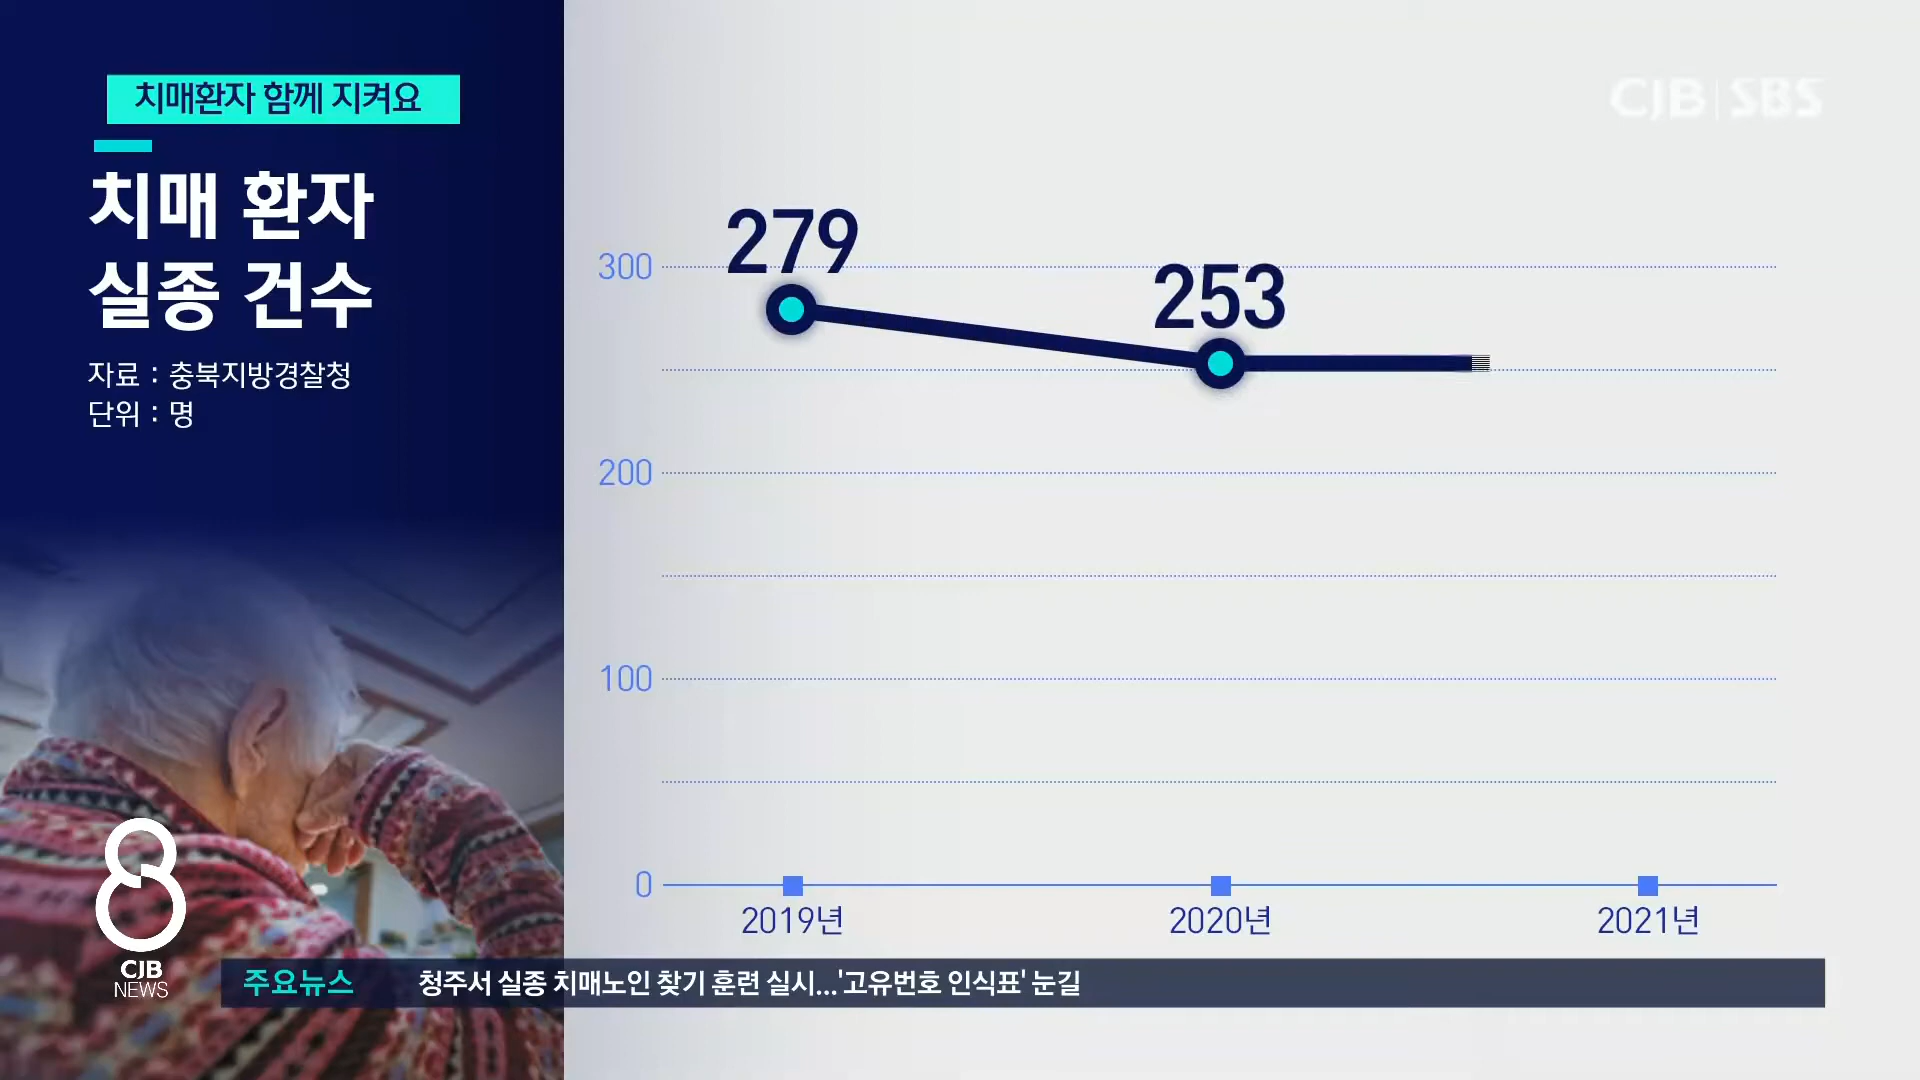 치매환자 함께 지켜요
치매 환자
실종 건수
자료 : 충북지방경찰청
단위 : 명
CJB SBS
279
253
300
200
100
0
2019년
2020년
2021년
8
CJB
NEWS
주요뉴스 청주서 실종 치매노인 찾기 훈련 실시...'고유번호 인식표' 눈길